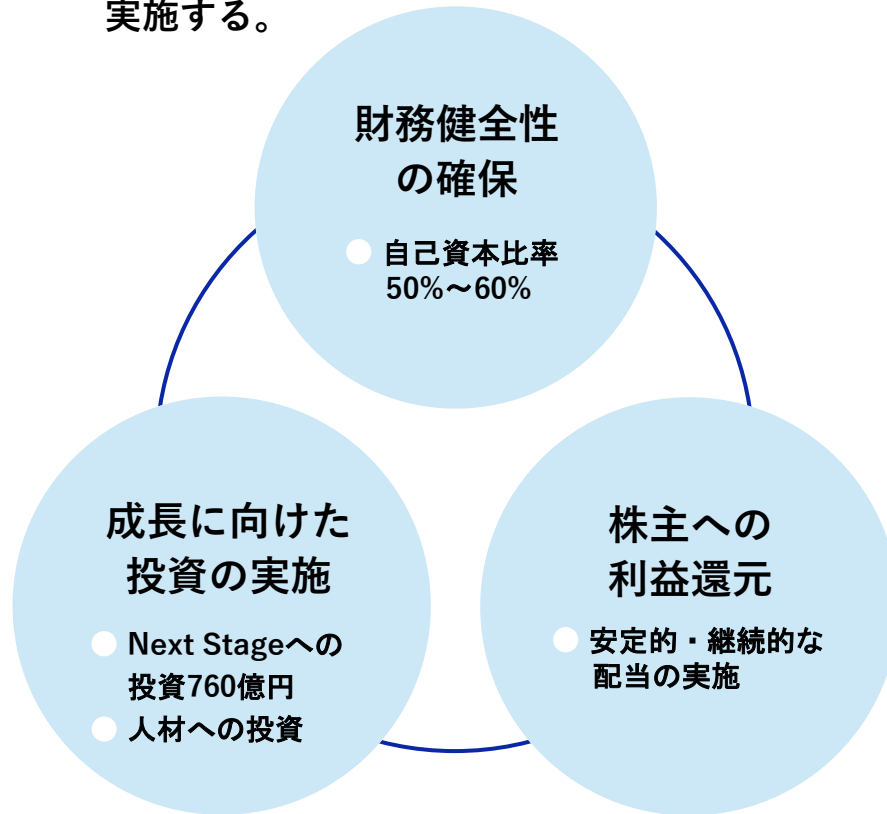 実施する。
財務健全性
の確保
自己資本比率
50%〜60%
成長に向けた
投資の実施
Next Stageへの
投資760億円
人材への投資
株主への
利益還元
安定的・継続的な
配当の実施